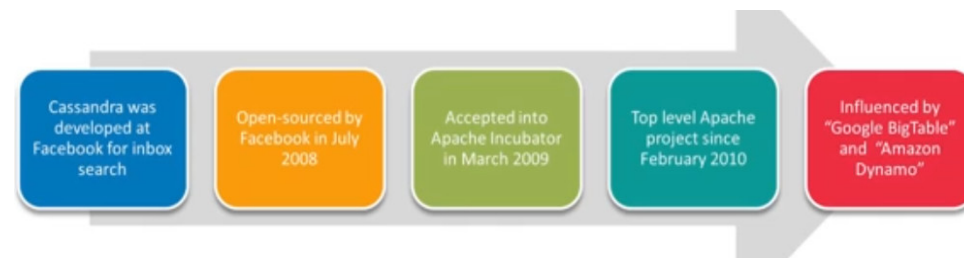 Cassandra was
developed at
Facebook for inbox
search
Open-sourced by
Facebook in July
2008
Accepted into
Apache Incubator
in March 2009
Top level Apache
project since
February 2010
Influenced by
“Google BigTable”
and “Amazon
Dynamo”